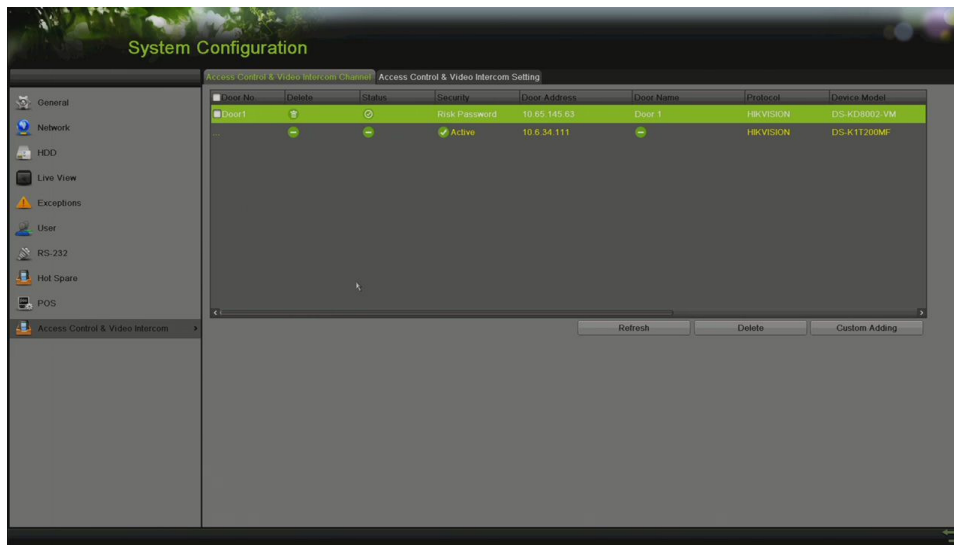 System Configuration
Access Control & Video Intercom Channel Access Control & Video Intercom Setting
General
Network
HDD
Live View
Exceptions
User
RS-232
Hot Spare
POS
Access Control & Video Intercom
Door No. Delete Status Security Door Address Door Name Protocol Device Model
Door1 Risk Password 10.65.145.63 Door 1 HIKVISION DS-KD8002-VM
... Active 10.6.34.111 HIKVISION DS-K1T200MF
Refresh Delete Custom Adding